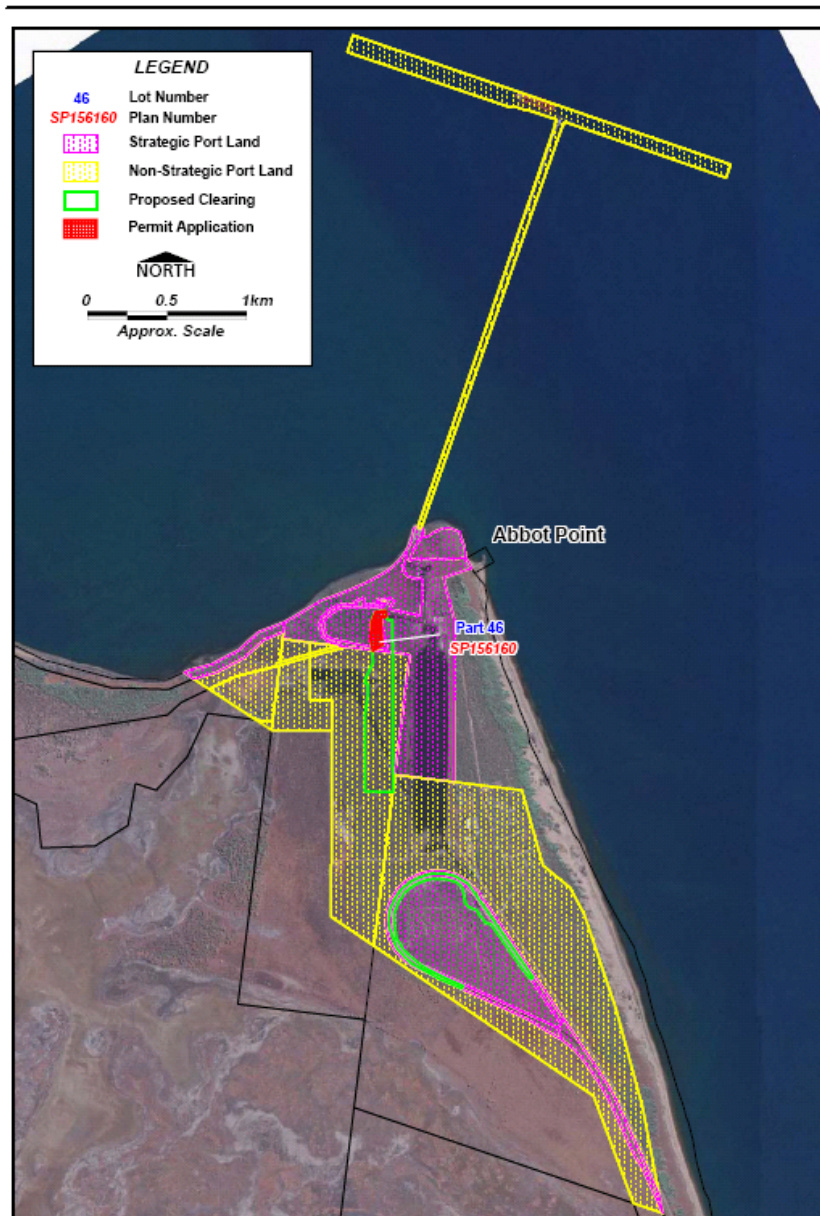 LEGEND
46 Lot Number
SP156160 Plan Number
Strategic Port Land
Non-Strategic Port Land
Proposed Clearing
Permit Application
NORTH
0 0.5 1km
Approx. Scale
Abbot Point
Part 46
SP156160